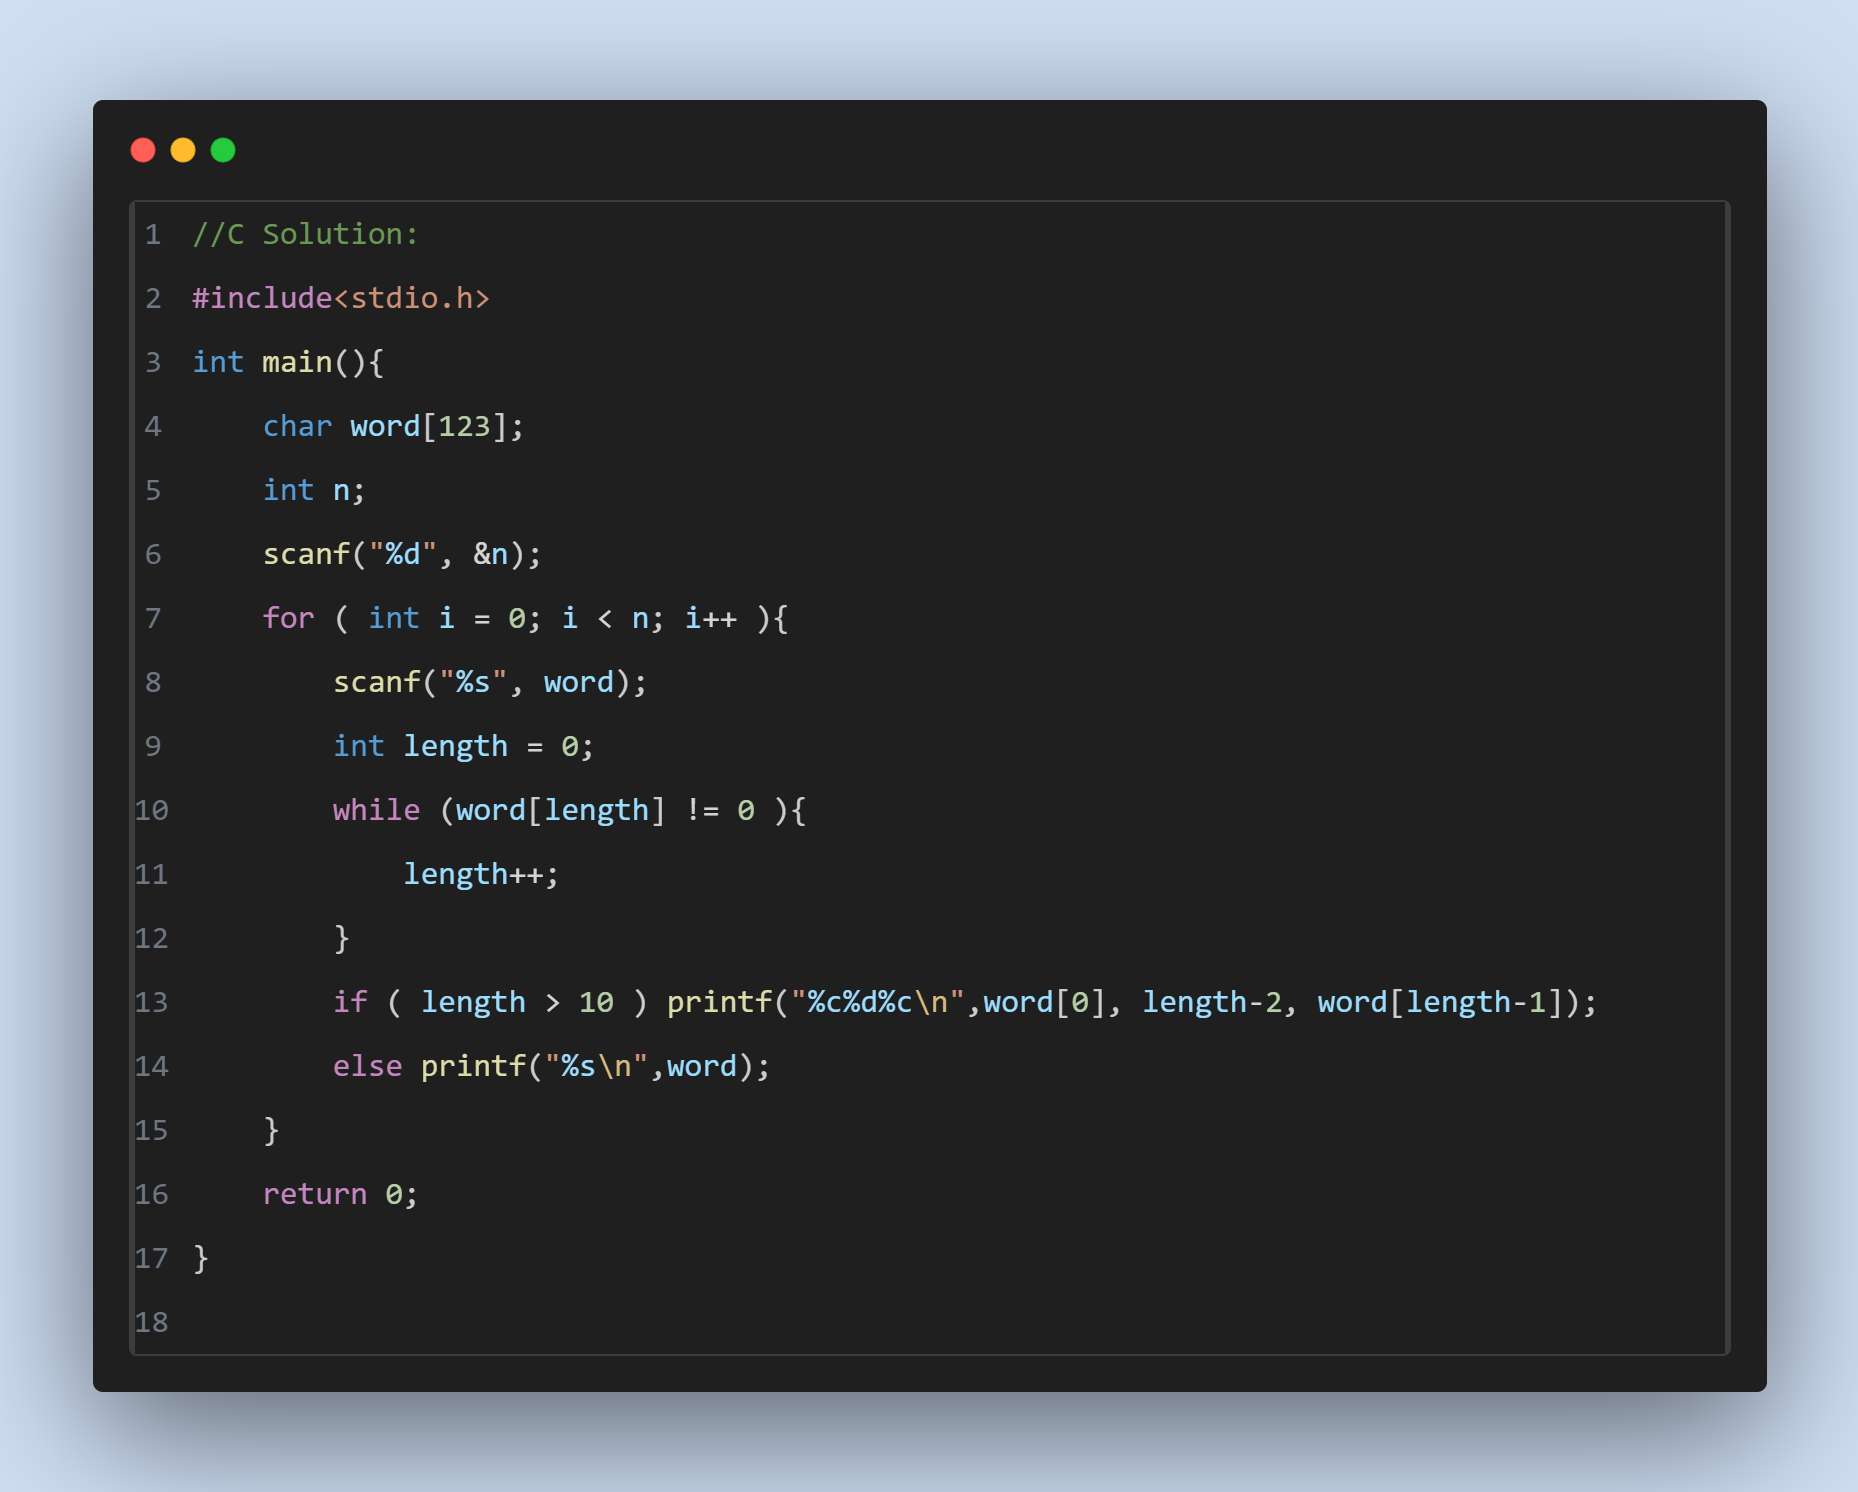 1 //C Solution:
2 #include<stdio.h>
3 int main(){
4     char word[123];
5     int n;
6     scanf("%d", &n);
7     for ( int i = 0; i < n; i++ ){
8         scanf("%s", word);
9         int length = 0;
10         while (word[length] != 0 ){
11             length++;
12         }
13         if ( length > 10 ) printf("%c%d%c\n",word[0], length-2, word[length-1]);
14         else printf("%s\n",word);
15     }
16     return 0;
17 }
18